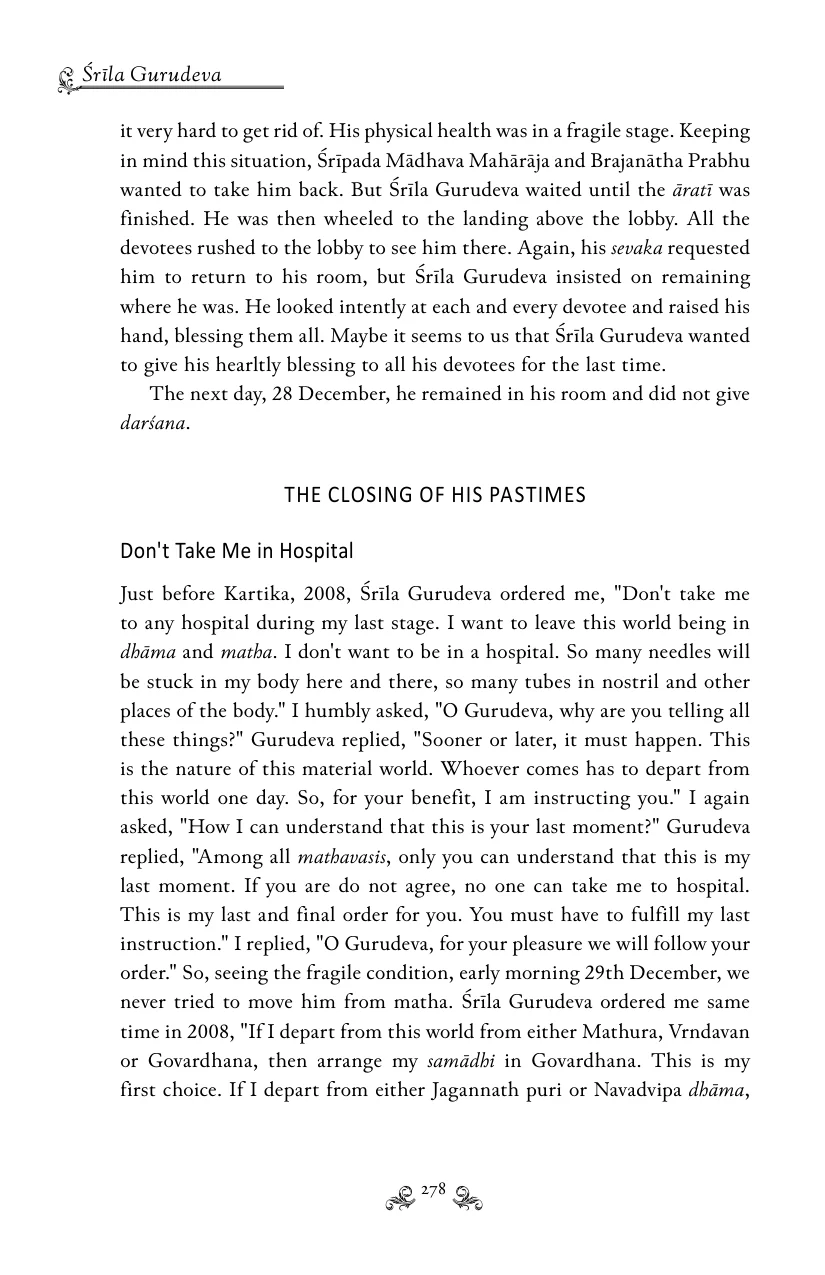 Śrīla Gurudeva
it very hard to get rid of. His physical health was in a fragile stage. Keeping
in mind this situation, Śrīpada Mādhava Mahārāja and Brajanātha Prabhu
wanted to take him back. But Śrīla Gurudeva waited until the āratī was
finished. He was then wheeled to the landing above the lobby. All the
devotees rushed to the lobby to see him there. Again, his sevaka requested
him to return to his room, but Śrīla Gurudeva insisted on remaining
where he was. He looked intently at each and every devotee and raised his
hand, blessing them all. Maybe it seems to us that Śrīla Gurudeva wanted
to give his hearltly blessing to all his devotees for the last time.
The next day, 28 December, he remained in his room and did not give
darśana.
THE CLOSING OF HIS PASTIMES
Don't Take Me in Hospital
Just before Kartika, 2008, Śrīla Gurudeva ordered me, "Don't take me
to any hospital during my last stage. I want to leave this world being in
dhāma and matha. I don't want to be in a hospital. So many needles will
be stuck in my body here and there, so many tubes in nostril and other
places of the body." I humbly asked, "O Gurudeva, why are you telling all
these things?" Gurudeva replied, "Sooner or later, it must happen. This
is the nature of this material world. Whoever comes has to depart from
this world one day. So, for your benefit, I am instructing you." I again
asked, "How I can understand that this is your last moment?" Gurudeva
replied, "Among all mathavasis, only you can understand that this is my
last moment. If you are do not agree, no one can take me to hospital.
This is my last and final order for you. You must have to fulfill my last
instruction." I replied, "O Gurudeva, for your pleasure we will follow your
order." So, seeing the fragile condition, early morning 29th December, we
never tried to move him from matha. Śrīla Gurudeva ordered me same
time in 2008, "If I depart from this world from either Mathura, Vrndavan
or Govardhana, then arrange my samādhi in Govardhana. This is my
first choice. If I depart from either Jagannath puri or Navadvipa dhāma,
278